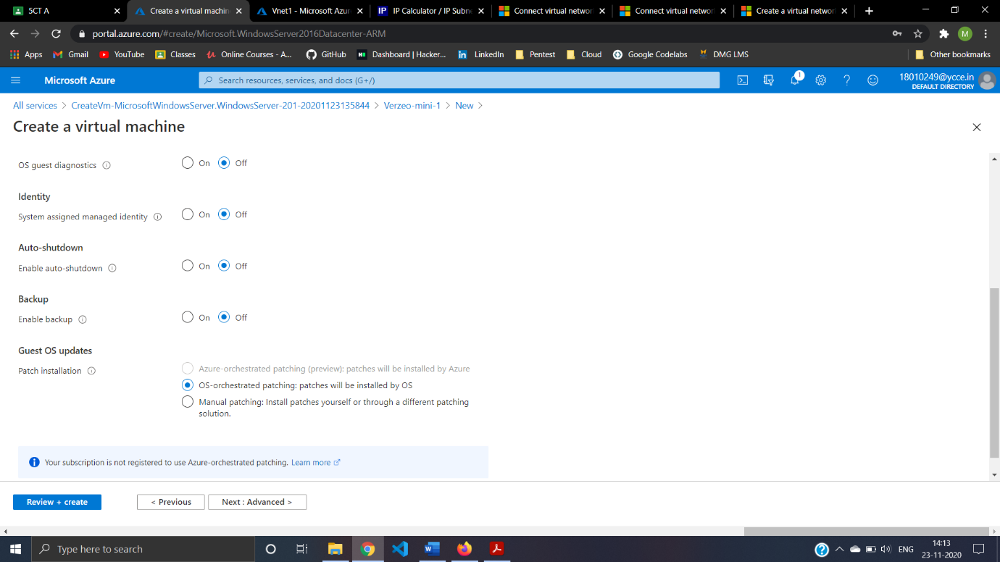 5CT A
Create a virtual machin
Vnet1 - Microsoft Azur
IP Calculator / IP Subne
Connect virtual networ
Connect virtual networ
Create a virtual networ
portal.azure.com/#create/Microsoft.WindowsServer2016Datacenter-ARM
M
Apps
Gmail
YouTube
Classes
Online Courses - A...
GitHub
Dashboard | Hacker...
LinkedIn
Pentest
Cloud
Google Codelabs
DMG LMS
Other bookmarks
Microsoft Azure
Search resources, services, and docs (G+/)
1
18010249@ycce.in
DEFAULT DIRECTORY
All services > CreateVm-MicrosoftWindowsServer.WindowsServer-201-20201123135844 > Verzeo-mini-1 > New >
Create a virtual machine
OS guest diagnostics On Off
Identity
System assigned managed identity On Off
Auto-shutdown
Enable auto-shutdown On Off
Backup
Enable backup On Off
Guest OS updates
Patch installation
Azure-orchestrated patching (preview): patches will be installed by Azure
OS-orchestrated patching: patches will be installed by OS
Manual patching: Install patches yourself or through a different patching
solution.
Your subscription is not registered to use Azure-orchestrated patching. Learn more
Review + create
< Previous
Next : Advanced >
Type here to search
ENG
14:13
23-11-2020